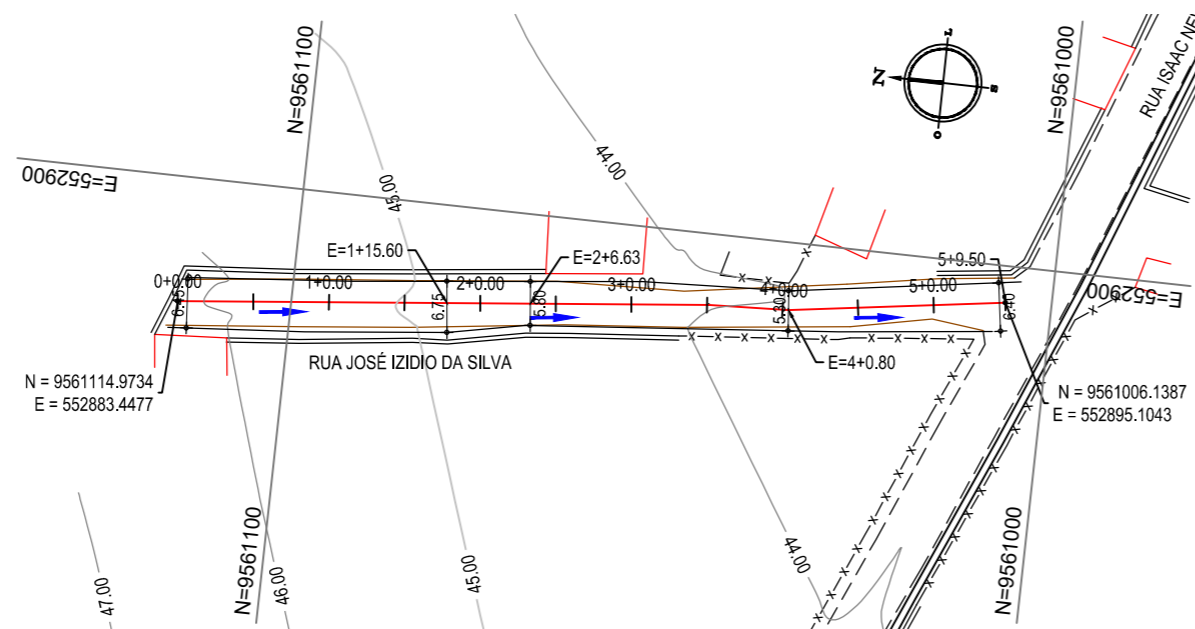 N=9561100
N=9561000
RUA ISAAC NE
L
N
S
O
E=552900
45.00
44.00
E=1+15.60
E=2+6.63
5+9.50
0+0.00
1+0.00
2+0.00
3+0.00
4+0.00
5+0.00
E=552900
6.45
6.75
5.80
5.30
RUA JOSÉ IZIDIO DA SILVA
E=4+0.80
N = 9561114.9734
E = 552883.4477
N = 9561006.1387
E = 552895.1043
47.00
N=9561100
46.00
45.00
44.00
N=9561000